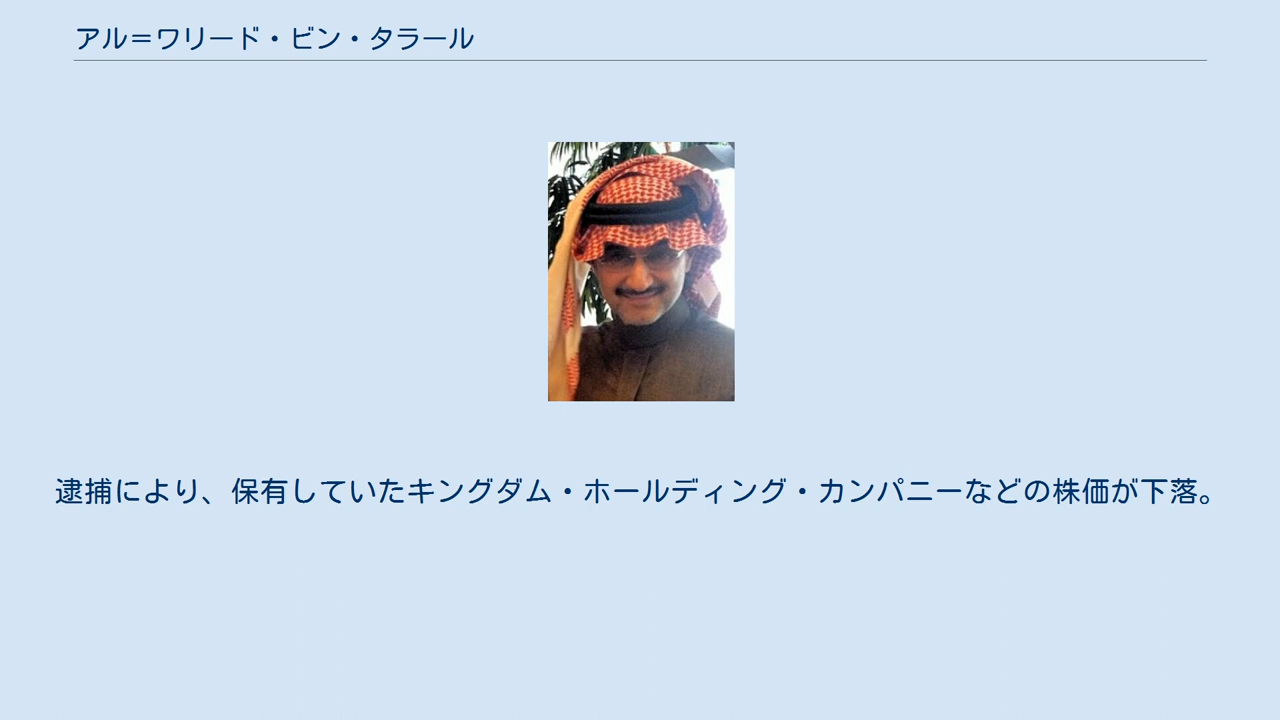 アル＝ワリード・ビン・タラール
逮捕により、保有していたキングダム・ホールディング・カンパニーなどの株価が下落。